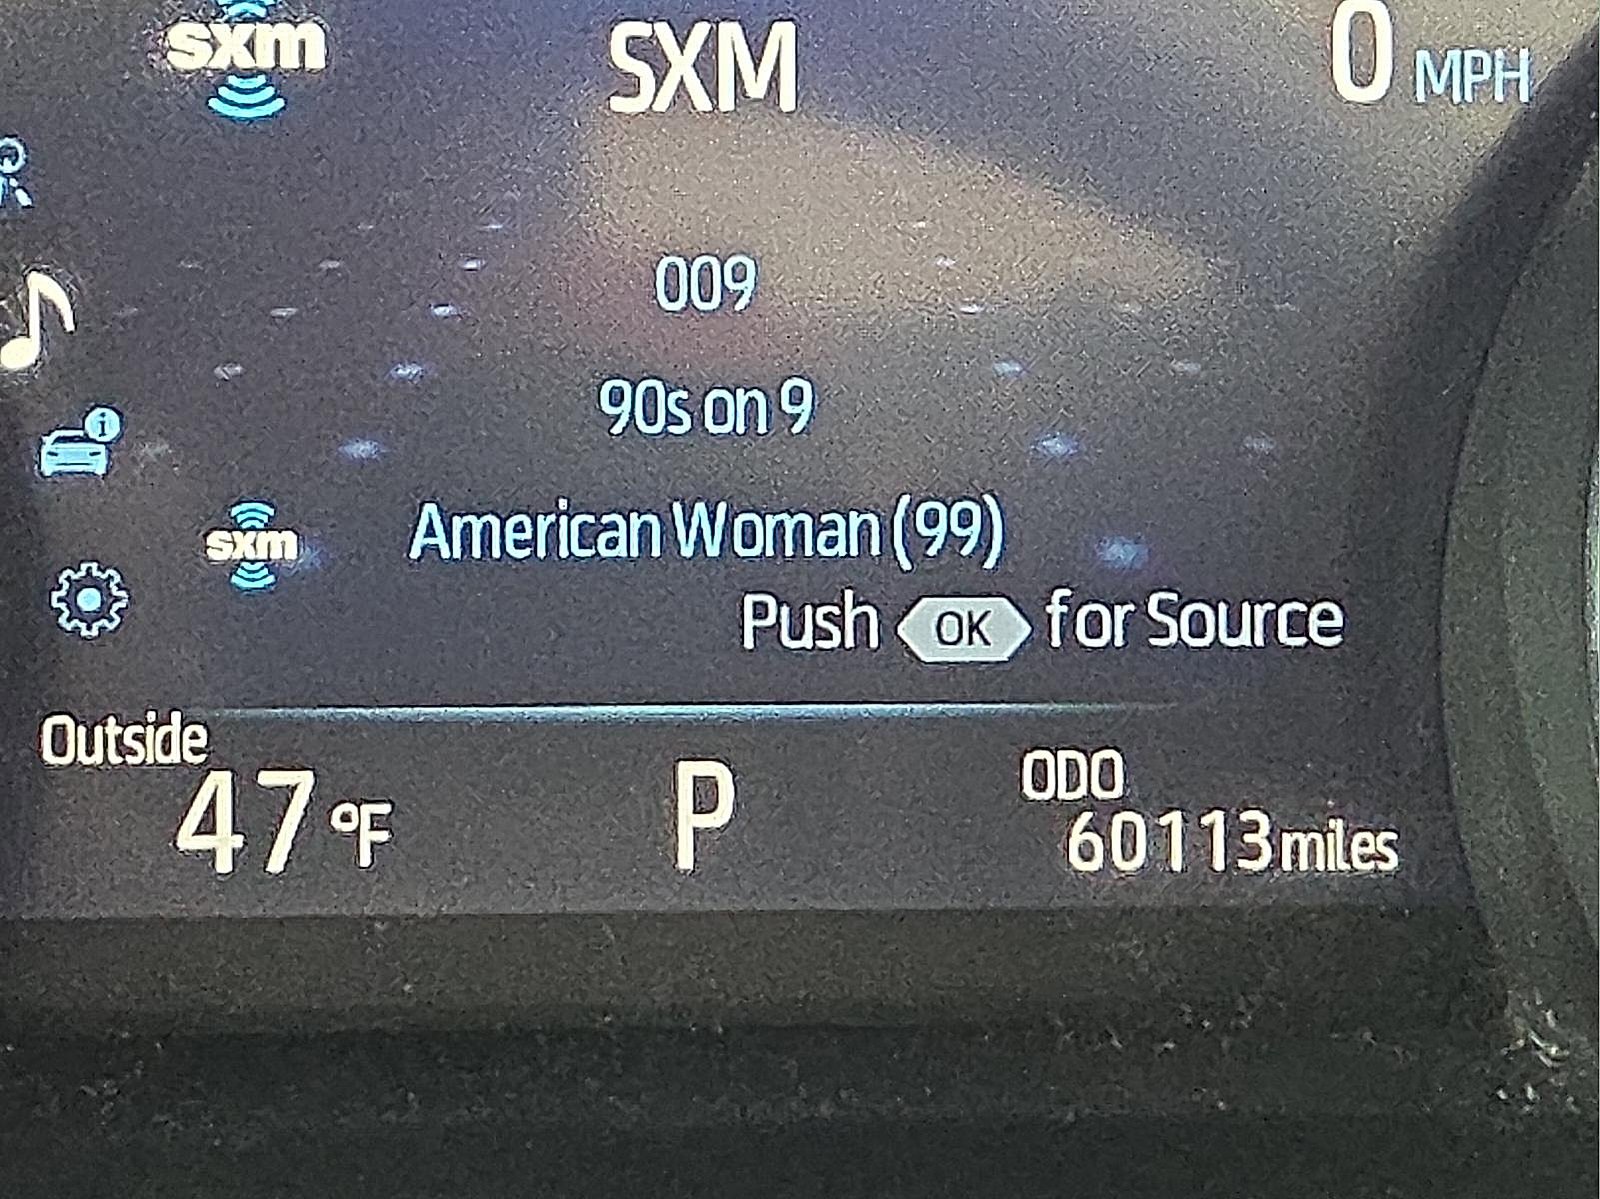 sxm SXM 0 MPH
009
90s on 9
sxm American Woman (99)
Push OK for Source
Outside
47 °F P ODO
60113 miles